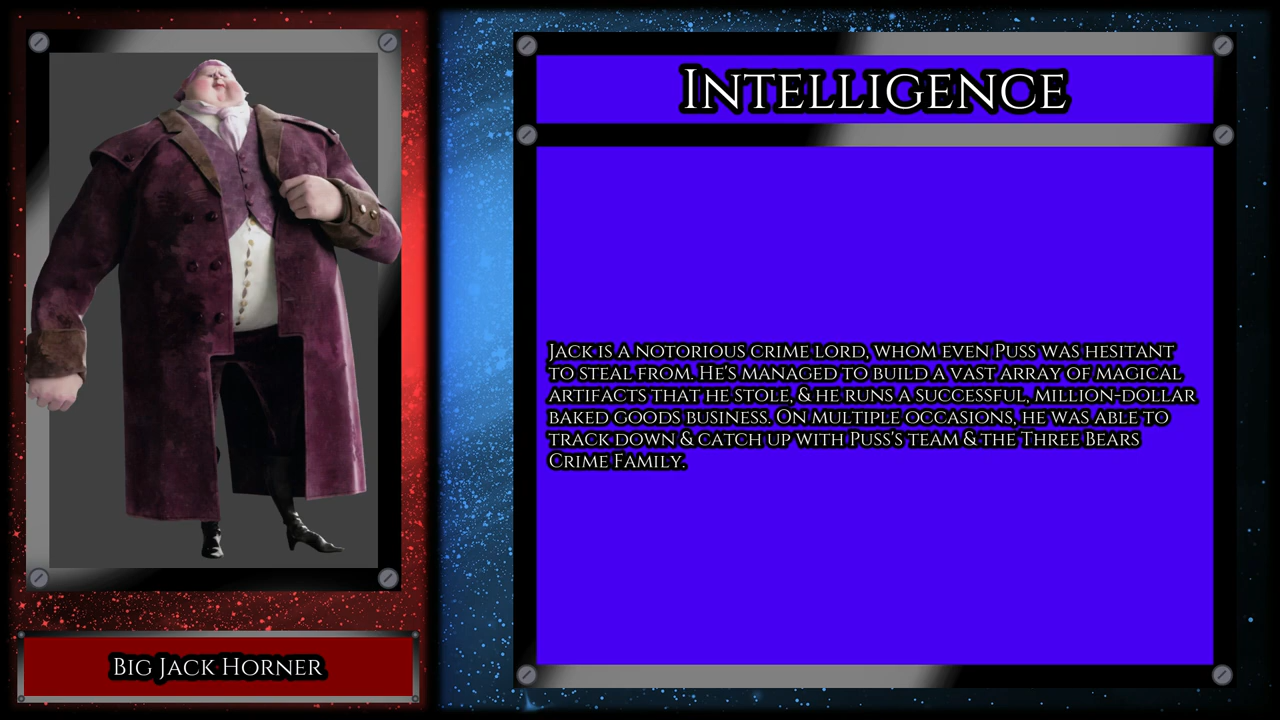 Intelligence
Jack is a notorious crime lord, whom even Puss was hesitant
to steal from. He's managed to build a vast array of magical
artifacts that he stole, & he runs a successful, million-dollar
baked goods business. On multiple occasions, he was able to
track down & catch up with Puss's team & the Three Bears
Crime Family.
Big Jack Horner